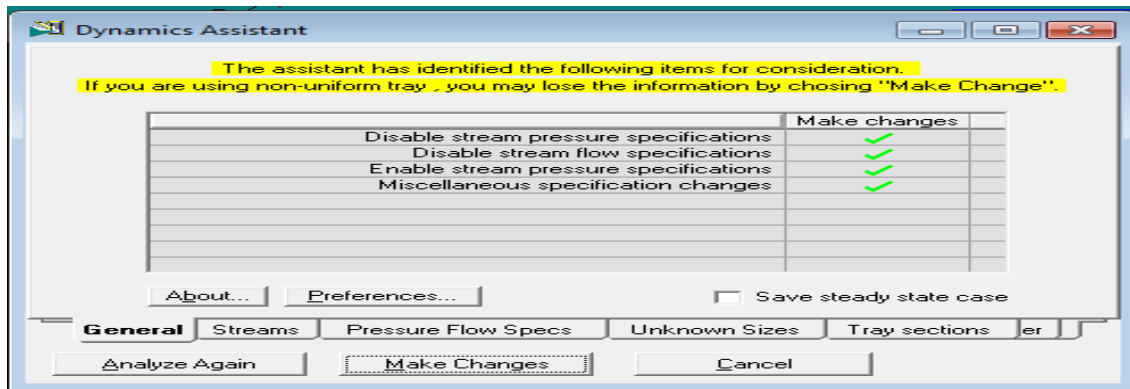 Dynamics Assistant
The assistant has identified the following items for consideration.
If you are using non-uniform tray , you may lose the information by chosing "Make Change".
Make changes
Disable stream pressure specifications
Disable stream flow specifications
Enable stream pressure specifications
Miscellaneous specification changes
About... Preferences... Save steady state case
General Streams Pressure Flow Specs Unknown Sizes Tray sections er
Analyze Again Make Changes Cancel